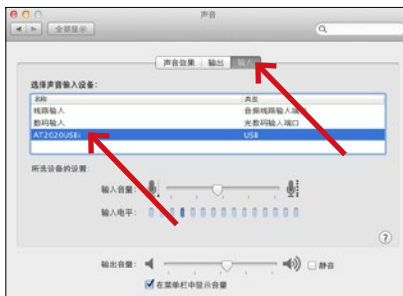 声音
全部显示
声音效果 输出 输入
选择声音输入设备:
名称 类型
线路输入 音频线路输入端口
数码输入 光数码输入端口
AT2020USBi USB
所选设备的设置:
输入音量:
输入电平:
?
输出音量: 静音
在菜单栏中显示音量